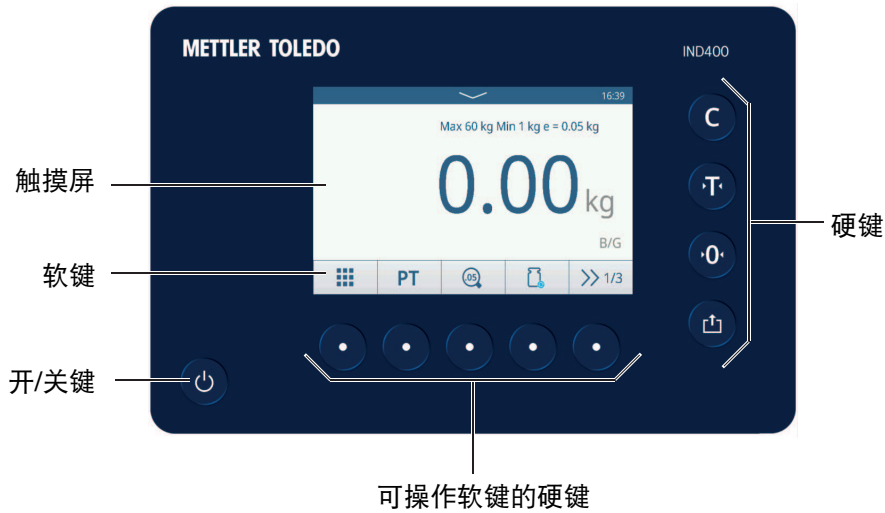 METTLER TOLEDO
IND400
16:39
Max 60 kg Min 1 kg e = 0.05 kg
0.00 kg
B/G
PT
.05
1/3
C
T
0
触摸屏
软键
开/关键
硬键
可操作软键的硬键